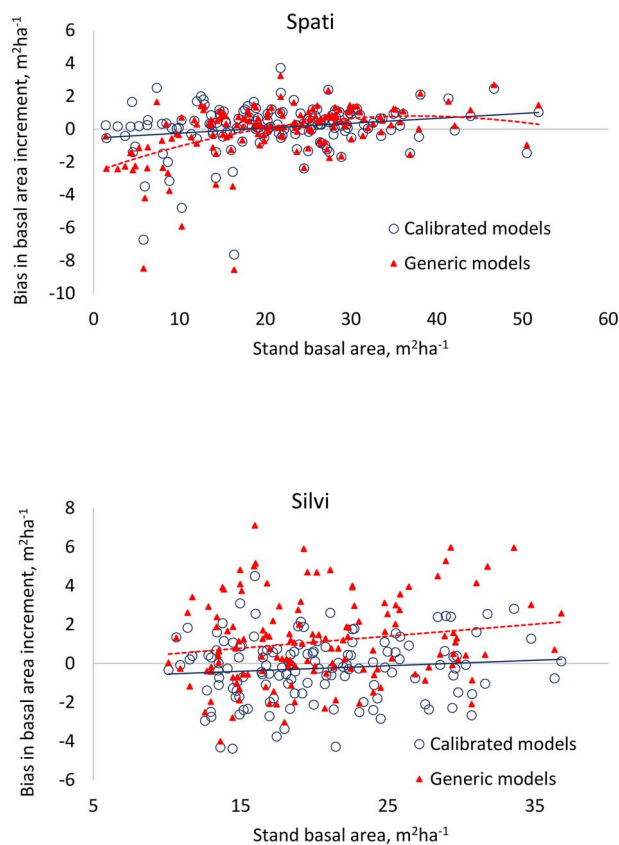 Spati
Bias in basal area increment, m²ha⁻¹
6
4
2
0
-2
-4
-6
-8
-10
Calibrated models
Generic models
0 10 20 30 40 50 60
Stand basal area, m²ha⁻¹
Silvi
Bias in basal area increment, m²ha⁻¹
8
6
4
2
0
-2
-4
-6
Calibrated models
Generic models
5 15 25 35
Stand basal area, m²ha⁻¹